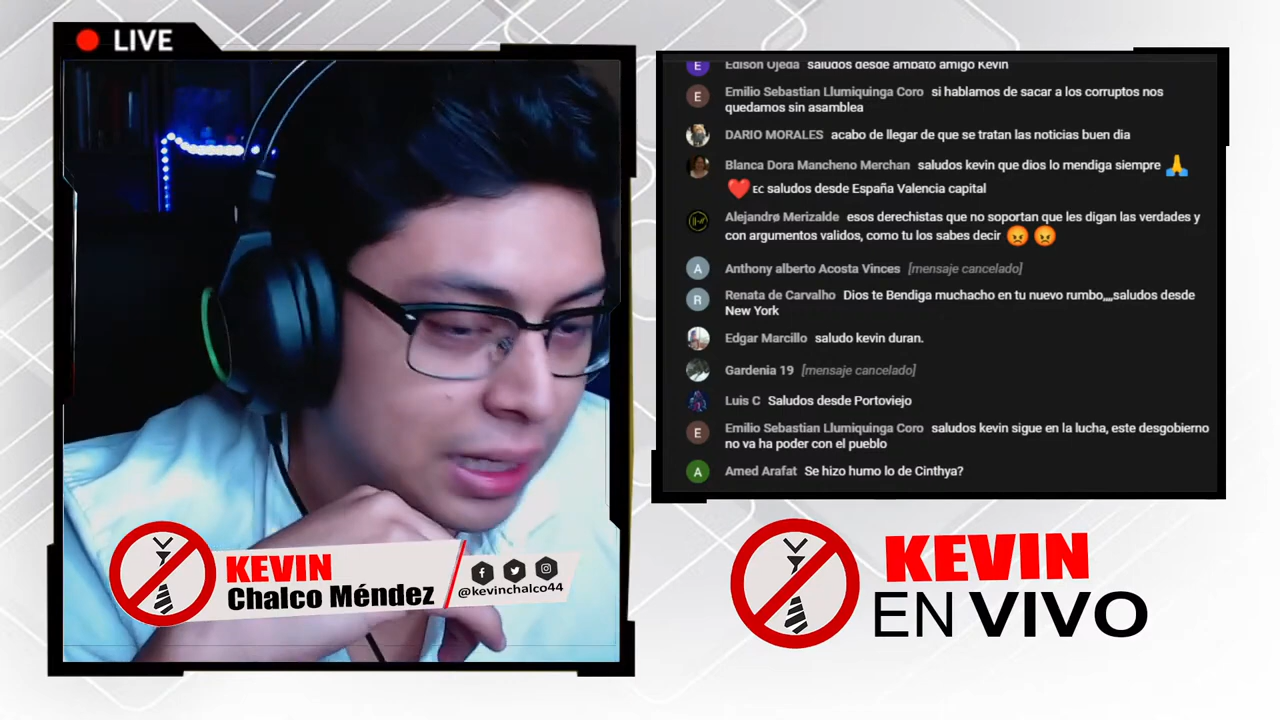 LIVE
KEVIN
Chalco Méndez
@kevinchalco44
Edison Ojeda saludos desde ambato amigo Kevin
Emilio Sebastian Llumiquinga Coro si hablamos de sacar a los corruptos nos
quedamos sin asamblea
DARIO MORALES acabo de llegar de que se tratan las noticias buen dia
Blanca Dora Mancheno Merchan saludos kevin que dios lo mendiga siempre 🙏
❤️ EC saludos desde España Valencia capital
Alejandrø Merizalde esos derechistas que no soportan que les digan las verdades y
con argumentos validos, como tu los sabes decir 😡 😡
A Anthony alberto Acosta Vinces [mensaje cancelado]
R Renata de Carvalho Dios te Bendiga muchacho en tu nuevo rumbo,,,,saludos desde
New York
Edgar Marcillo saludo kevin duran.
Gardenia 19 [mensaje cancelado]
Luis C Saludos desde Portoviejo
E Emilio Sebastian Llumiquinga Coro saludos kevin sigue en la lucha, este desgobierno
no va ha poder con el pueblo
A Amed Arafat Se hizo humo lo de Cinthya?
KEVIN
EN VIVO